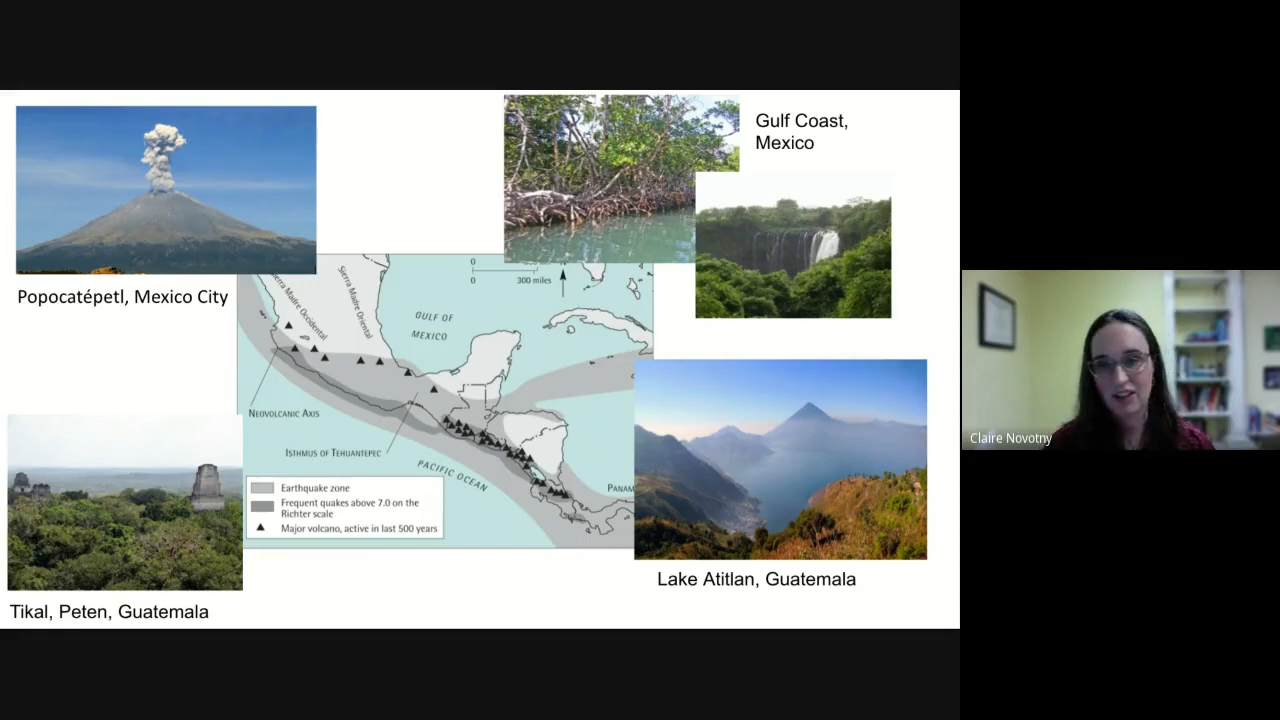 Gulf Coast,
Mexico
Popocatépetl, Mexico City
Sierra Madre Occidental
Sierra Madre Oriental
0
0
300 miles
GULF OF
MEXICO
NEOVOLCANIC AXIS
ISTHMUS OF TEHUANTEPEC
PACIFIC OCEAN
Earthquake zone
Frequent quakes above 7.0 on the
Richter scale
Major volcano, active in last 500 years
Lake Atitlan, Guatemala
Tikal, Peten, Guatemala
Claire Novotny